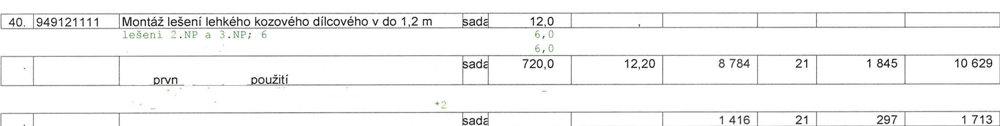 40. 949121111 Montáž lešení lehkého kozového dílcového v do 1,2 m sada 12,0
lešení 2.NP a 3.NP; 6 6,0
6,0
sada 720,0 12,20 8 784 21 1 845 10 629
prvn použití
*2
sada 1 416 21 297 1 713